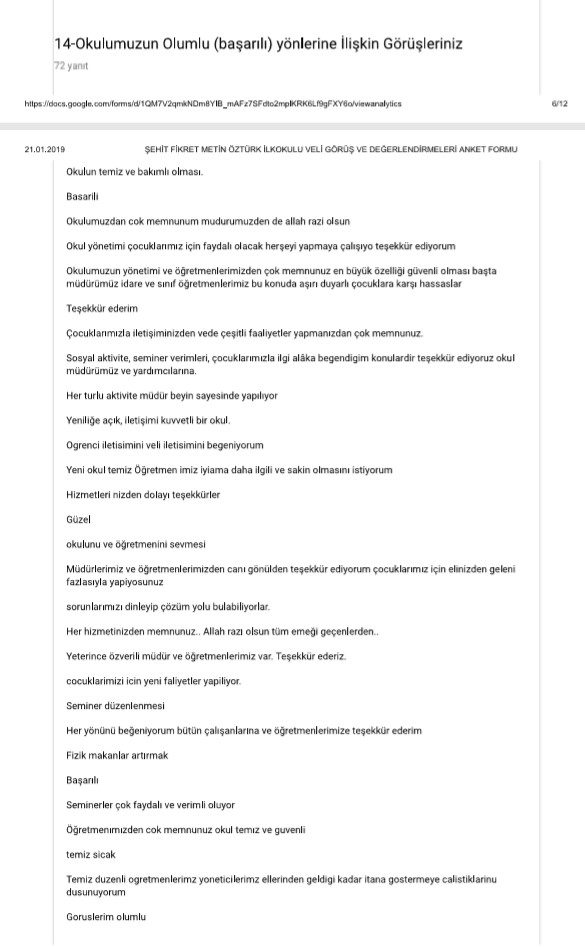 14-Okulumuzun Olumlu (başarılı) yönlerine İlişkin Görüşleriniz
72 yanıt
https://docs.google.com/forms/d/1QM7V2qmkNDm8YIB_mAFz7SFdto2mplKRK6Lf9gFXY6o/viewanalytics 6/12
21.01.2019 ŞEHİT FİKRET METİN ÖZTÜRK İLKOKULU VELİ GÖRÜŞ VE DEĞERLENDİRMELERİ ANKET FORMU
Okulun temiz ve bakımlı olması.
Basarili
Okulumuzdan cok memnunum mudurumuzden de allah razi olsun
Okul yönetimi çocuklarımız için faydalı olacak herşeyi yapmaya çalışıyo teşekkür ediyorum
Okulumuzun yönetimi ve öğretmenlerimizden çok memnunuz en büyük özelliği güvenli olması başta
müdürümüz idare ve sınıf öğretmenlerimiz bu konuda aşırı duyarlı çocuklara karşı hassaslar
Teşekkür ederim
Çocuklarımızla iletişiminizden vede çeşitli faaliyetler yapmanızdan çok memnunuz.
Sosyal aktivite, seminer verimleri, çocuklarımızla ilgi alâka begendigim konulardir teşekkür ediyoruz okul
müdürümüz ve yardımcılarına.
Her turlu aktivite müdür beyin sayesinde yapılıyor
Yeniliğe açık, iletişimi kuvvetli bir okul.
Ogrenci iletisimini veli iletisimini begeniyorum
Yeni okul temiz Öğretmen imiz iyiama daha ilgili ve sakin olmasını istiyorum
Hizmetleri nizden dolayı teşekkürler
Güzel
okulunu ve öğretmenini sevmesi
Müdürlerimiz ve öğretmenlerimizden canı gönülden teşekkür ediyorum çocuklarımız için elinizden geleni
fazlasıyla yapiyosunuz
sorunlarımızı dinleyip çözüm yolu bulabiliyorlar.
Her hizmetinizden memnunuz.. Allah razı olsun tüm emeği geçenlerden..
Yeterince özverili müdür ve öğretmenlerimiz var. Teşekkür ederiz.
cocuklarimizi icin yeni faliyetler yapiliyor.
Seminer düzenlenmesi
Her yönünü beğeniyorum bütün çalışanlarına ve öğretmenlerimize teşekkür ederim
Fizik makanlar artırmak
Başarılı
Seminerler çok faydalı ve verimli oluyor
Öğretmenımızden cok memnunuz okul temız ve guvenli
temiz sicak
Temiz duzenli ogretmenlerimz yoneticilerimz ellerinden geldigi kadar itana gostermeye calistiklarinu
dusunuyorum
Goruslerim olumlu